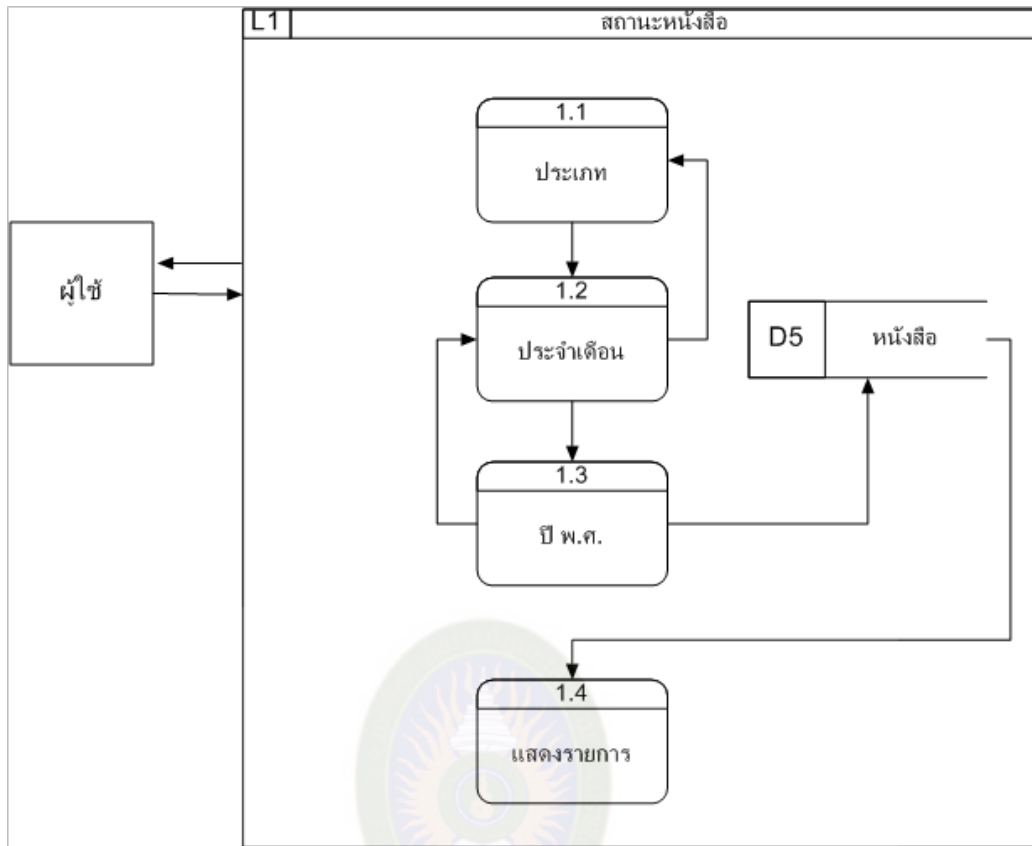 L1 สถานะหนังสือ
1.1
ประเภท
ผู้ใช้
1.2
ประจำเดือน
D5 หนังสือ
1.3
ปี พ.ศ.
1.4
แสดงรายการ